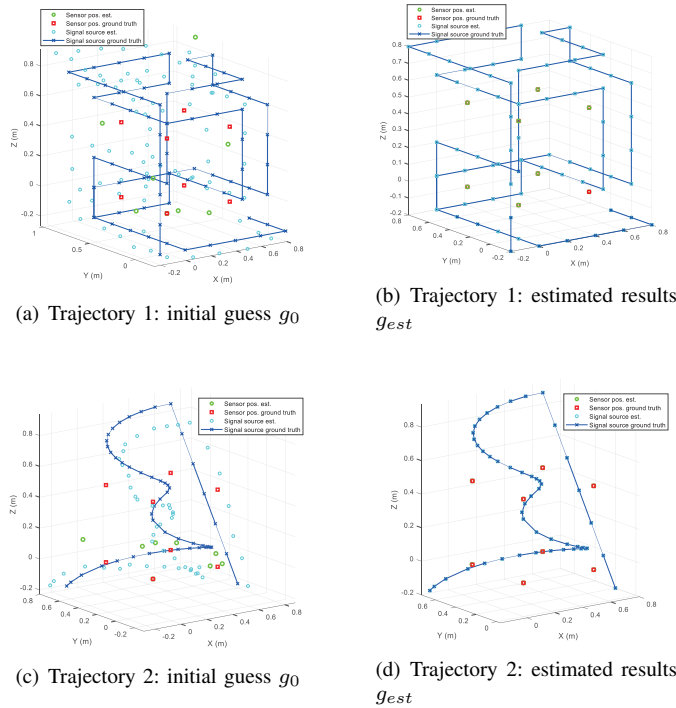 Sensor pos. est.
Sensor pos. ground truth
Signal source est.
Signal source ground truth
0.8
0.6
0.4
0.2
0
-0.2
Z (m)
1
0.5
0
Y (m)
-0.2
0
0.2
0.4
0.6
0.8
X (m)
(a) Trajectory 1: initial guess g0
Sensor pos. est.
Sensor pos. ground truth
Signal source est.
Signal source ground truth
0.8
0.7
0.6
0.5
0.4
0.3
0.2
0.1
0
-0.1
-0.2
Z (m)
0.8
0.6
0.4
0.2
0
Y (m)
-0.2
0
0.2
0.4
0.6
0.8
X (m)
(b) Trajectory 1: estimated results
gest
Sensor pos. est.
Sensor pos. ground truth
Signal source est.
Signal source ground truth
0.8
0.6
0.4
0.2
0
-0.2
Z (m)
0.8
0.6
0.4
0.2
0
-0.2
Y (m)
0
0.2
0.4
0.6
0.8
X (m)
(c) Trajectory 2: initial guess g0
Sensor pos. est.
Sensor pos. ground truth
Signal source est.
Signal source ground truth
0.8
0.6
0.4
0.2
0
-0.2
Z (m)
0.6
0.4
0.2
0
Y (m)
0
0.2
0.4
0.6
0.8
X (m)
(d) Trajectory 2: estimated results
gest